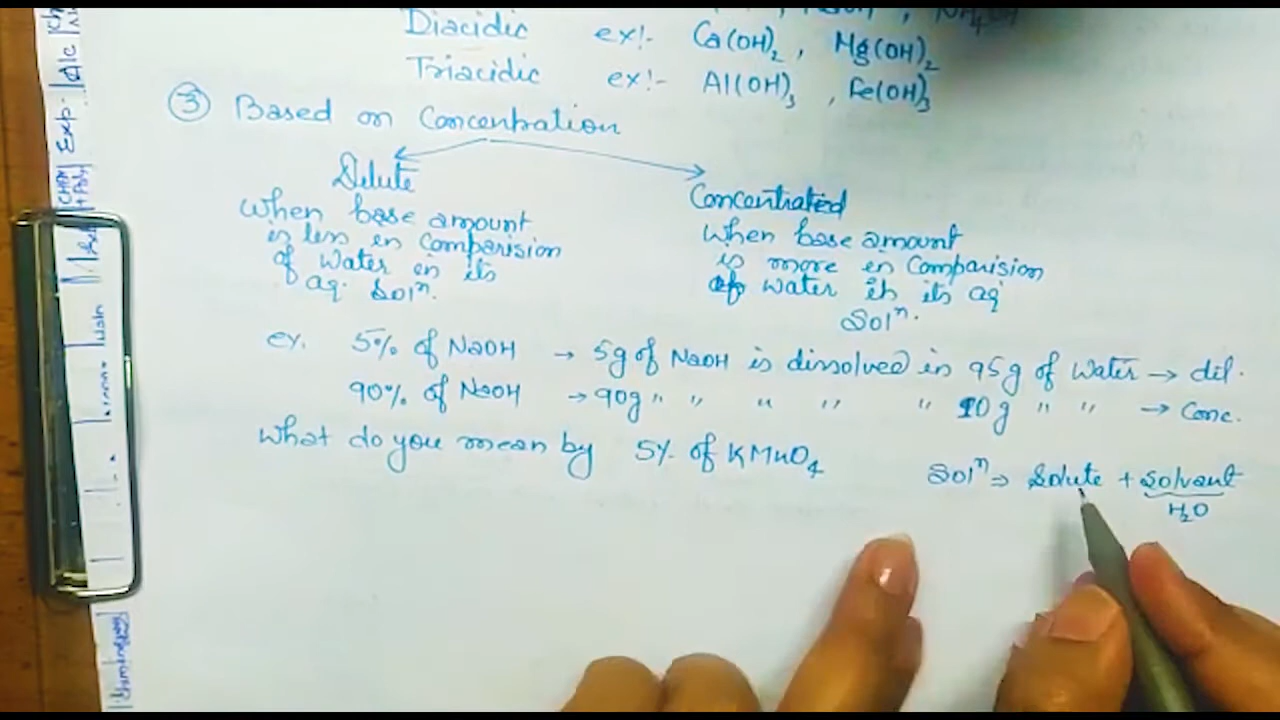 NH4OH
Diacidic ex!- Ca(OH)2 , Mg(OH)2
Triacidic ex!- Al(OH)3 , Fe(OH)3
③ Based on Concentration
Dilute
When base amount
is less in Comparision
of Water in its
aq. Solⁿ.
Concentrated
When base amount
is more in Comparision
of water in its aq
Solⁿ.
ex. 5% of NaOH → 5g of NaOH is dissolved in 95g of Water → dil.
90% of NaOH → 90g " " " " " 10g " " → Conc.
What do you mean by 5% of KMnO4
Solⁿ ⇒ Solute + Solvant
H2O
Exp.